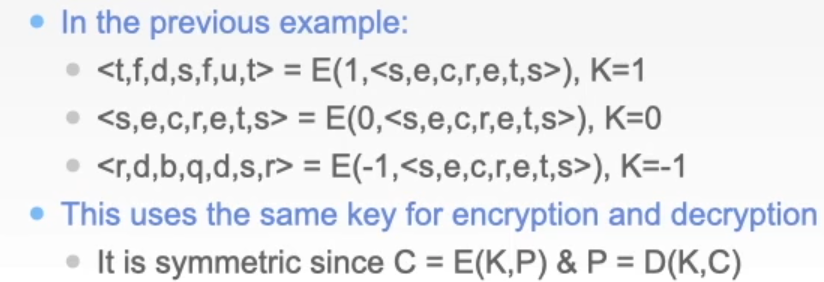 In the previous example:
<t,f,d,s,f,u,t> = E(1,<s,e,c,r,e,t,s>), K=1
<s,e,c,r,e,t,s> = E(0,<s,e,c,r,e,t,s>), K=0
<r,d,b,q,d,s,r> = E(-1,<s,e,c,r,e,t,s>), K=-1
This uses the same key for encryption and decryption
It is symmetric since C = E(K,P) & P = D(K,C)